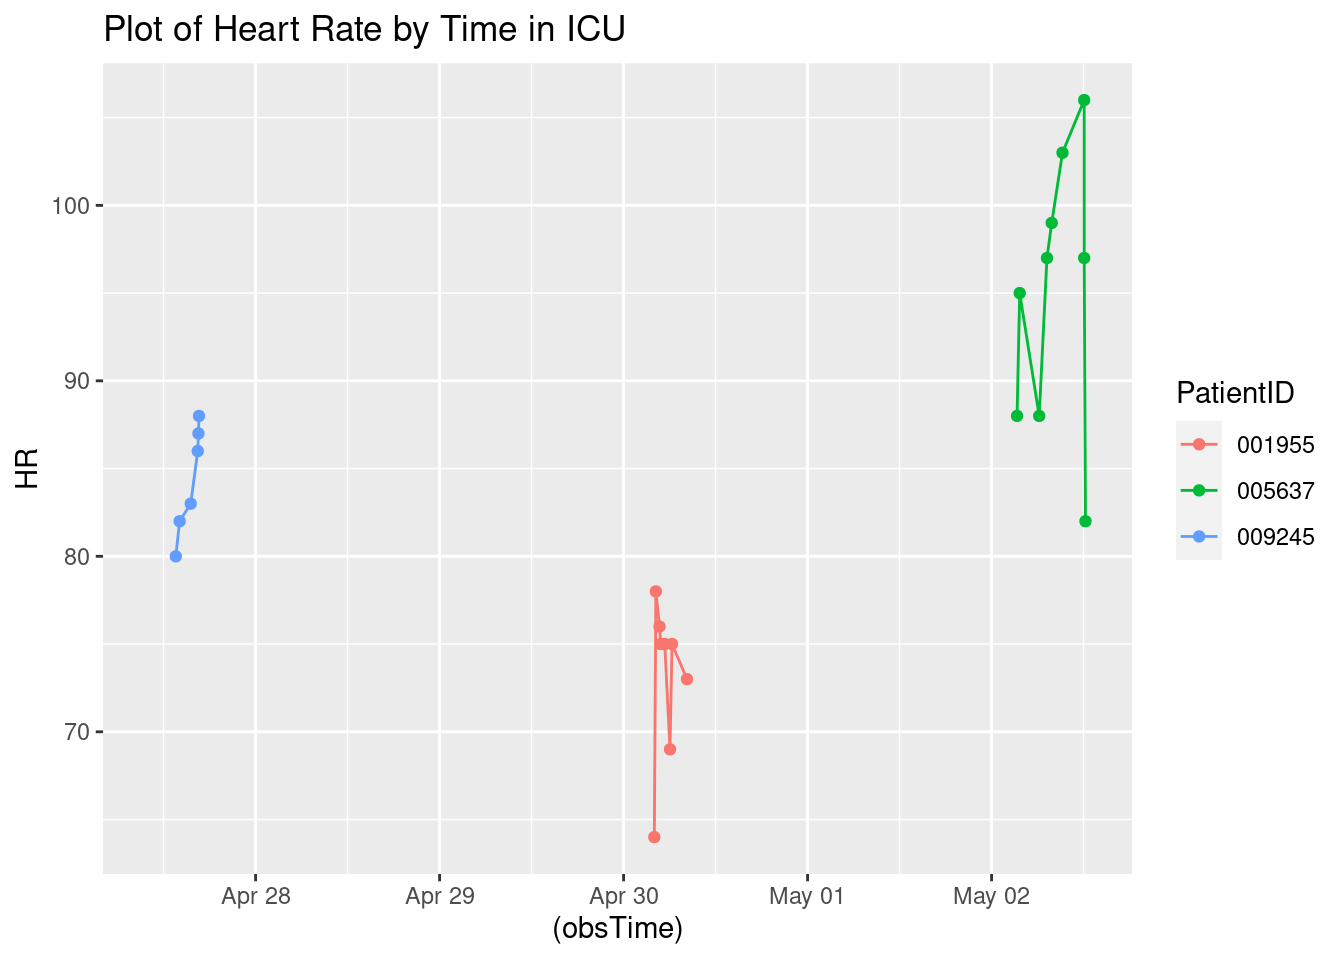 Plot of Heart Rate by Time in ICU
HR
100
90
80
70
Apr 28
Apr 29
Apr 30
May 01
May 02
(obsTime)
PatientID
001955
005637
009245